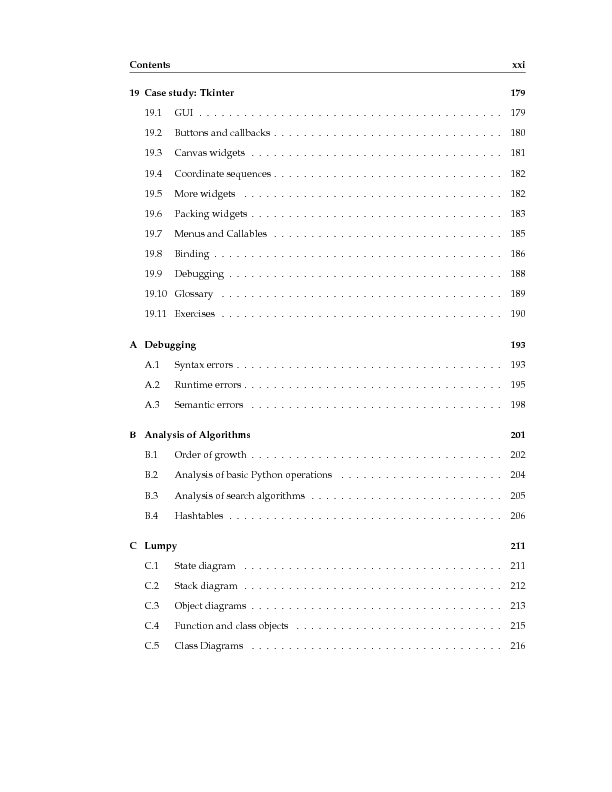 Contents xxi
19 Case study: Tkinter 179
19.1 GUI . . . . . . . . . . . . . . . . . . . . . . . . . . . . . . . . . . . . . . . . . 179
19.2 Buttons and callbacks . . . . . . . . . . . . . . . . . . . . . . . . . . . . . . . 180
19.3 Canvas widgets . . . . . . . . . . . . . . . . . . . . . . . . . . . . . . . . . . 181
19.4 Coordinate sequences . . . . . . . . . . . . . . . . . . . . . . . . . . . . . . . 182
19.5 More widgets . . . . . . . . . . . . . . . . . . . . . . . . . . . . . . . . . . . 182
19.6 Packing widgets . . . . . . . . . . . . . . . . . . . . . . . . . . . . . . . . . . 183
19.7 Menus and Callables . . . . . . . . . . . . . . . . . . . . . . . . . . . . . . . 185
19.8 Binding . . . . . . . . . . . . . . . . . . . . . . . . . . . . . . . . . . . . . . . 186
19.9 Debugging . . . . . . . . . . . . . . . . . . . . . . . . . . . . . . . . . . . . . 188
19.10 Glossary . . . . . . . . . . . . . . . . . . . . . . . . . . . . . . . . . . . . . . 189
19.11 Exercises . . . . . . . . . . . . . . . . . . . . . . . . . . . . . . . . . . . . . . 190
A Debugging 193
A.1 Syntax errors . . . . . . . . . . . . . . . . . . . . . . . . . . . . . . . . . . . . 193
A.2 Runtime errors . . . . . . . . . . . . . . . . . . . . . . . . . . . . . . . . . . . 195
A.3 Semantic errors . . . . . . . . . . . . . . . . . . . . . . . . . . . . . . . . . . 198
B Analysis of Algorithms 201
B.1 Order of growth . . . . . . . . . . . . . . . . . . . . . . . . . . . . . . . . . . 202
B.2 Analysis of basic Python operations . . . . . . . . . . . . . . . . . . . . . . 204
B.3 Analysis of search algorithms . . . . . . . . . . . . . . . . . . . . . . . . . . 205
B.4 Hashtables . . . . . . . . . . . . . . . . . . . . . . . . . . . . . . . . . . . . . 206
C Lumpy 211
C.1 State diagram . . . . . . . . . . . . . . . . . . . . . . . . . . . . . . . . . . . 211
C.2 Stack diagram . . . . . . . . . . . . . . . . . . . . . . . . . . . . . . . . . . . 212
C.3 Object diagrams . . . . . . . . . . . . . . . . . . . . . . . . . . . . . . . . . . 213
C.4 Function and class objects . . . . . . . . . . . . . . . . . . . . . . . . . . . . 215
C.5 Class Diagrams . . . . . . . . . . . . . . . . . . . . . . . . . . . . . . . . . . 216